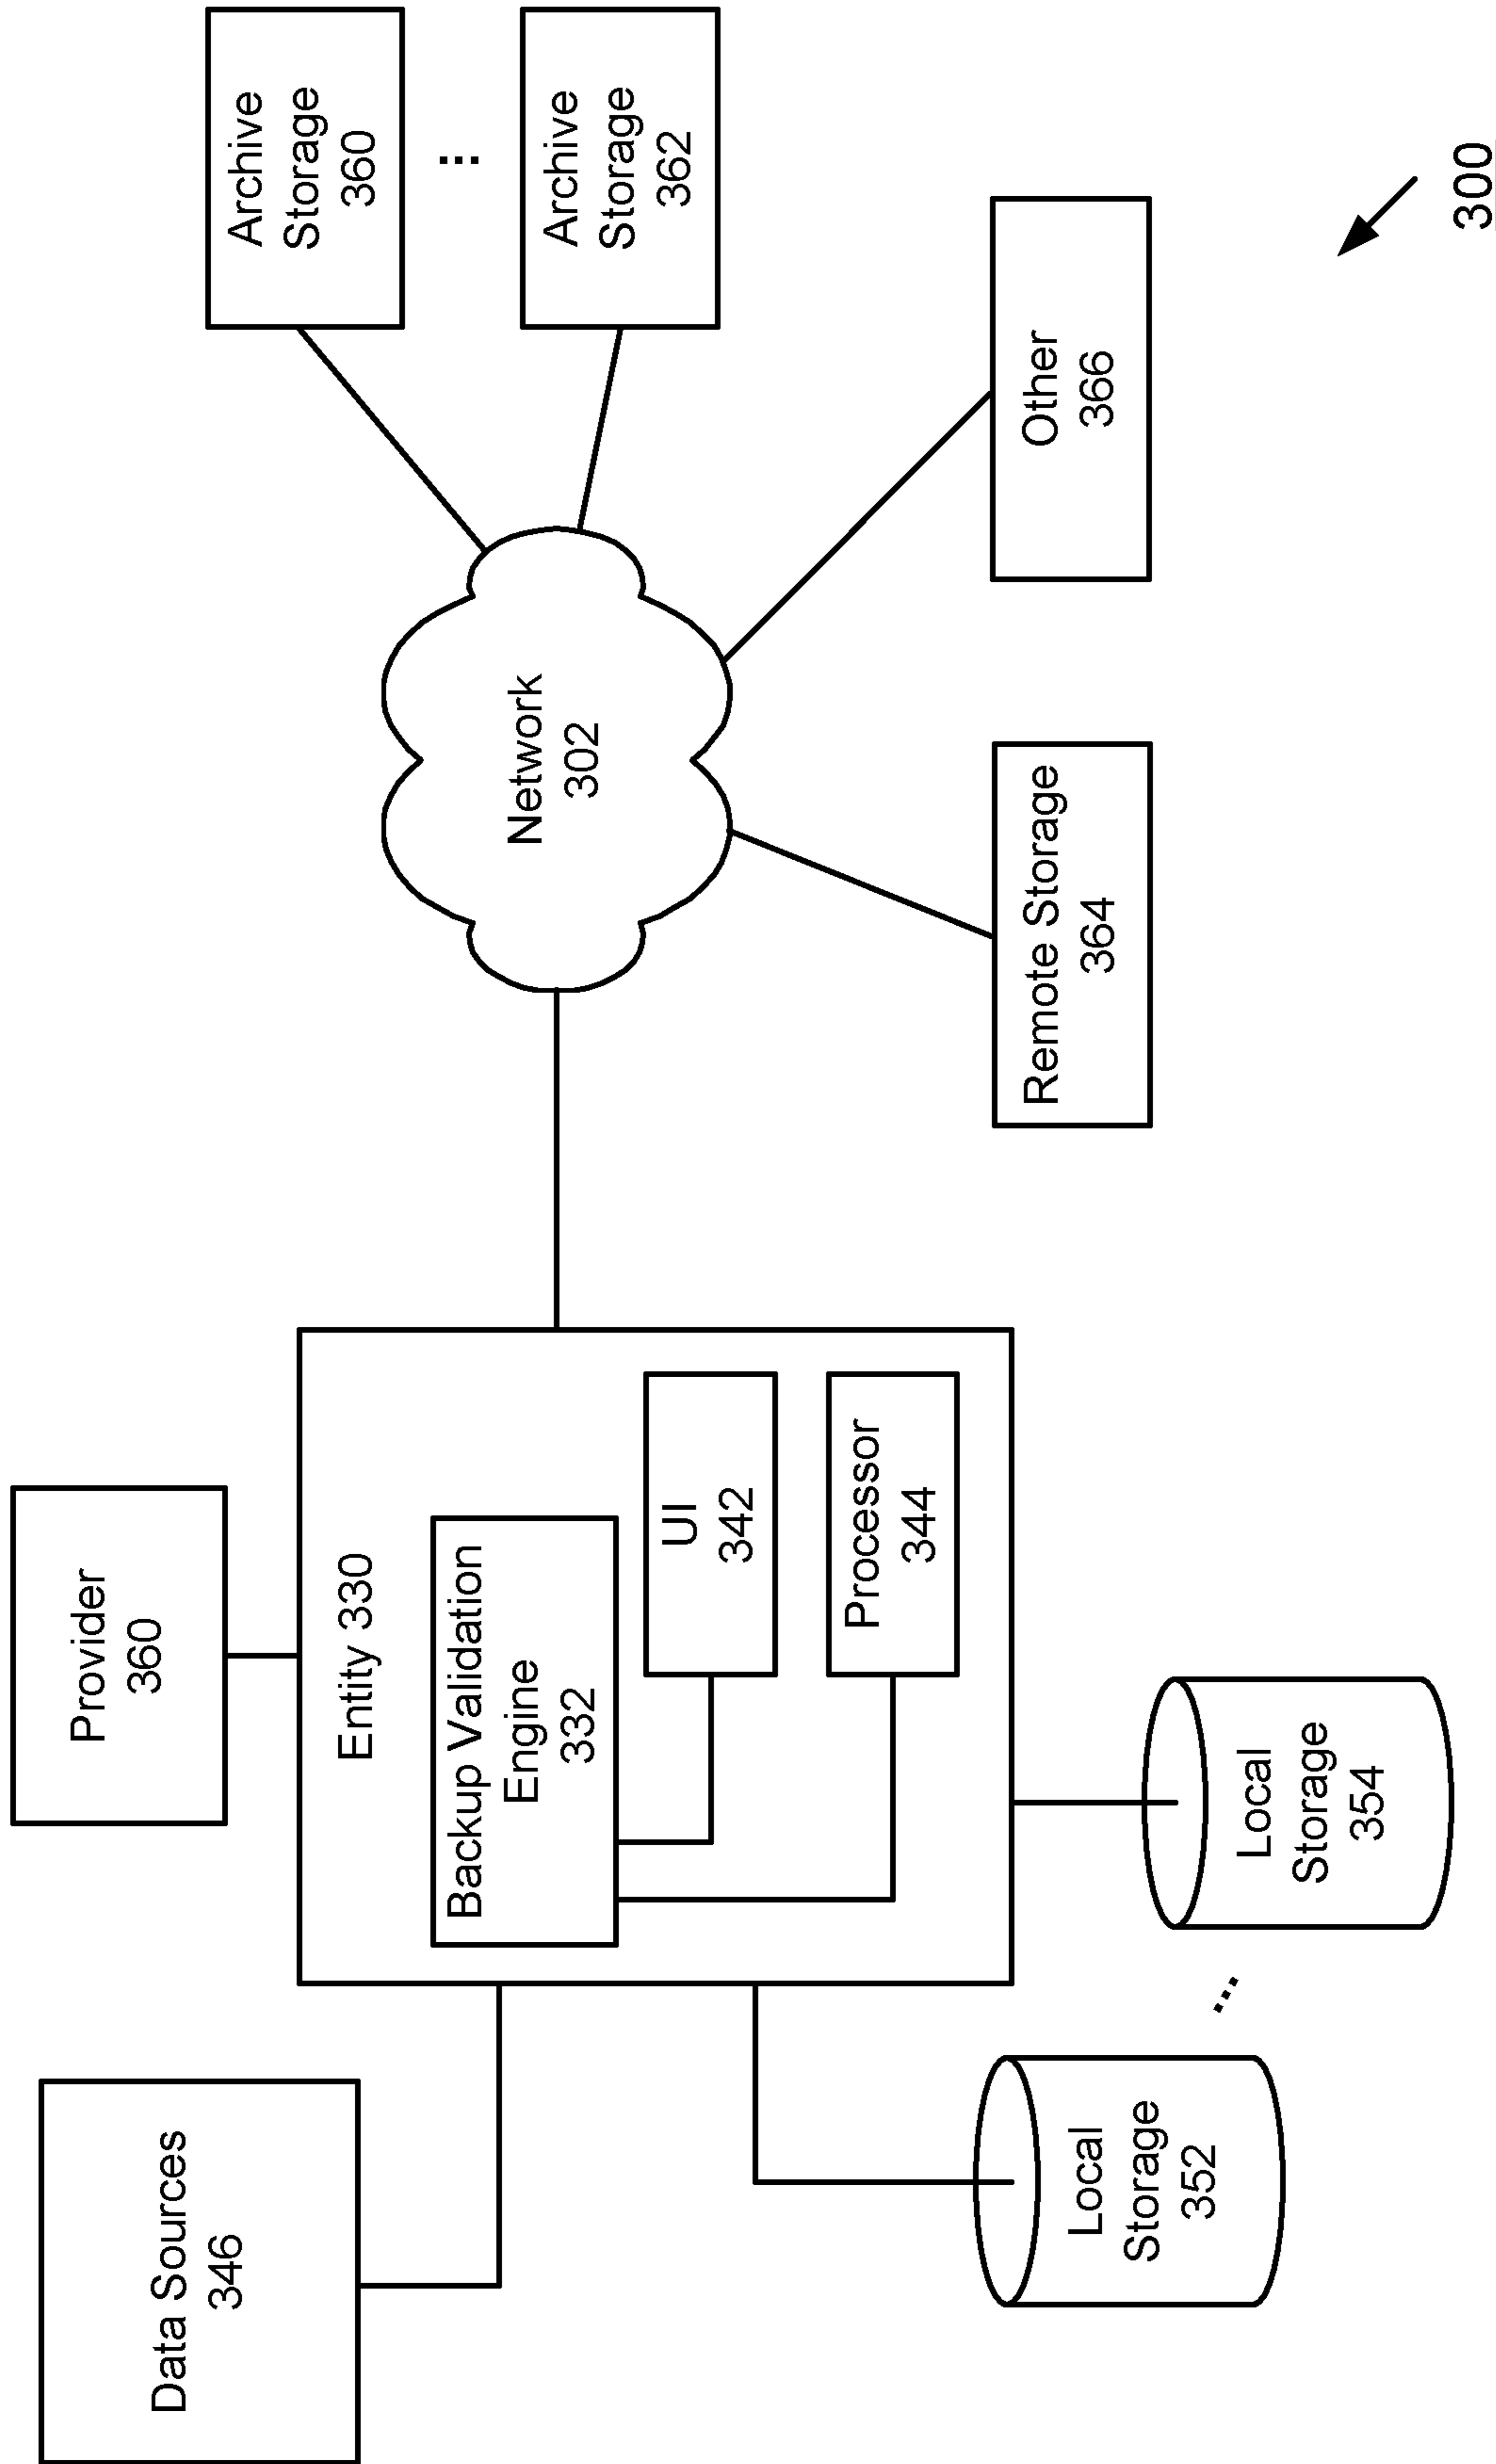 Data Sources
346
Provider
360
Entity 330
Backup Validation
Engine
332
UI
342
Processor
344
Local
Storage
352
...
Local
Storage
354
Network
302
Archive
Storage
360
...
Archive
Storage
362
Remote Storage
364
Other
366
300